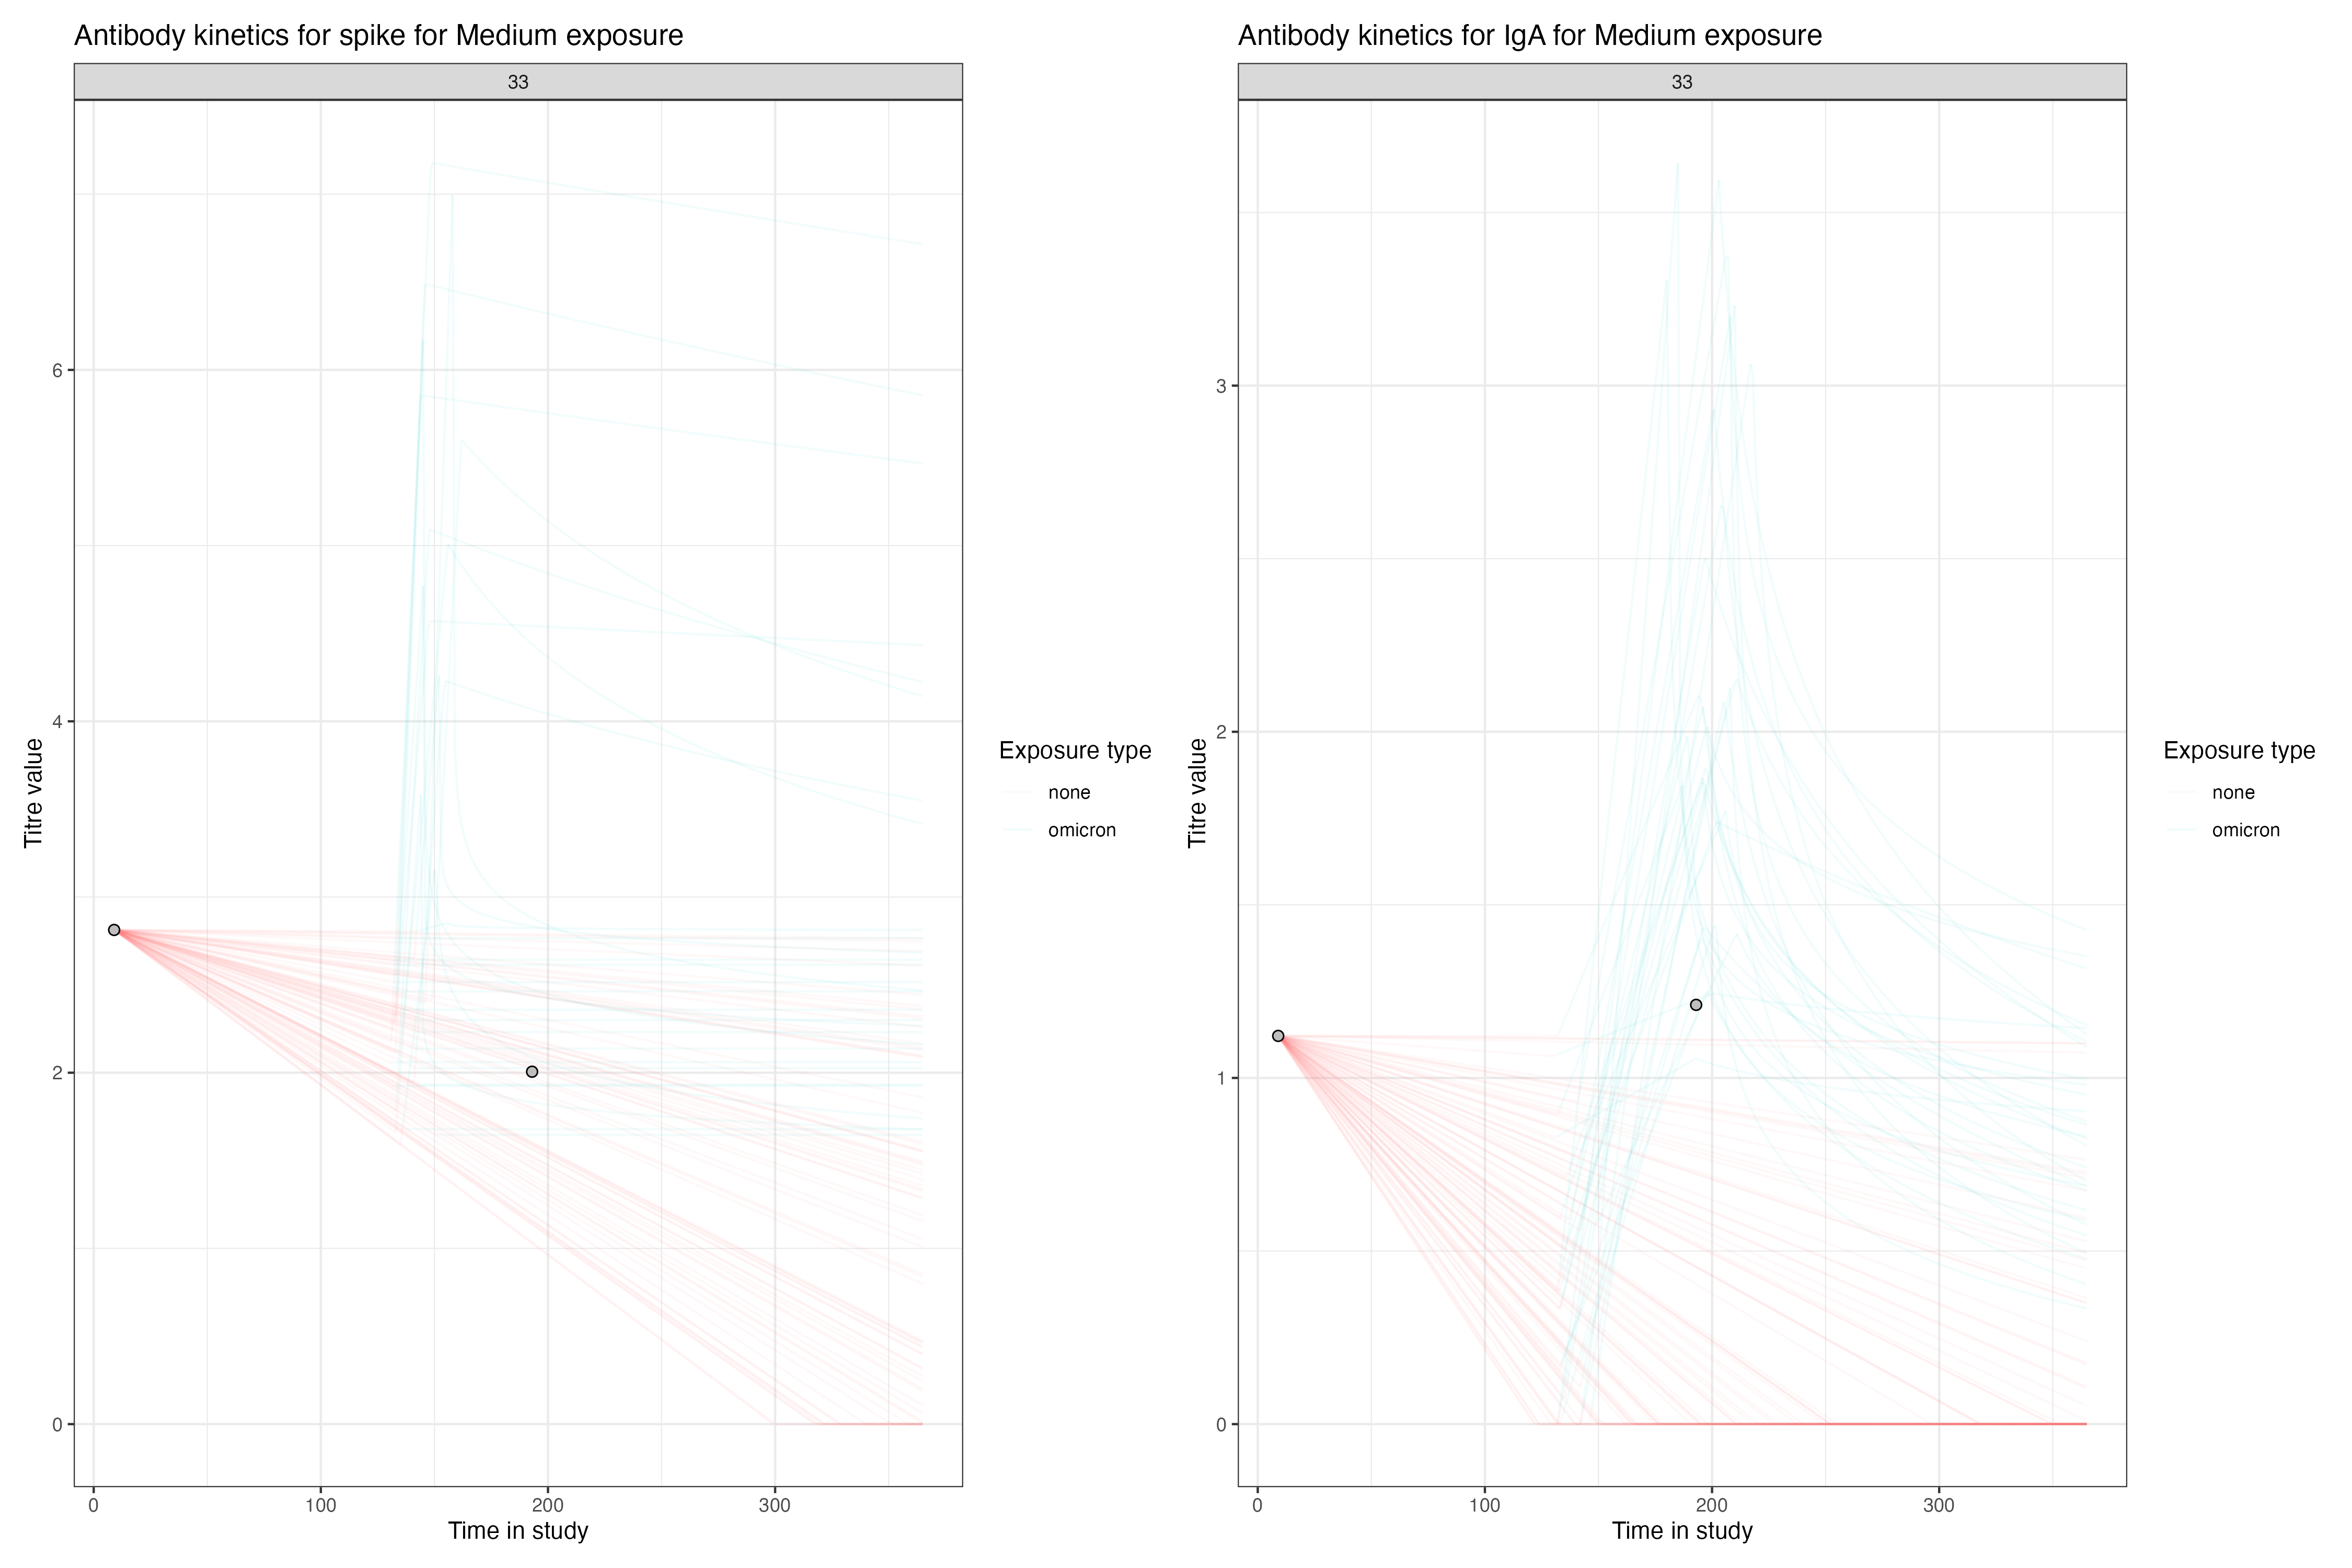 Antibody kinetics for spike for Medium exposure
33
6
4
2
0
0 100 200 300
Time in study
Titre value
Exposure type
none
omicron
Antibody kinetics for IgA for Medium exposure
33
3
2
1
0
0 100 200 300
Time in study
Titre value
Exposure type
none
omicron